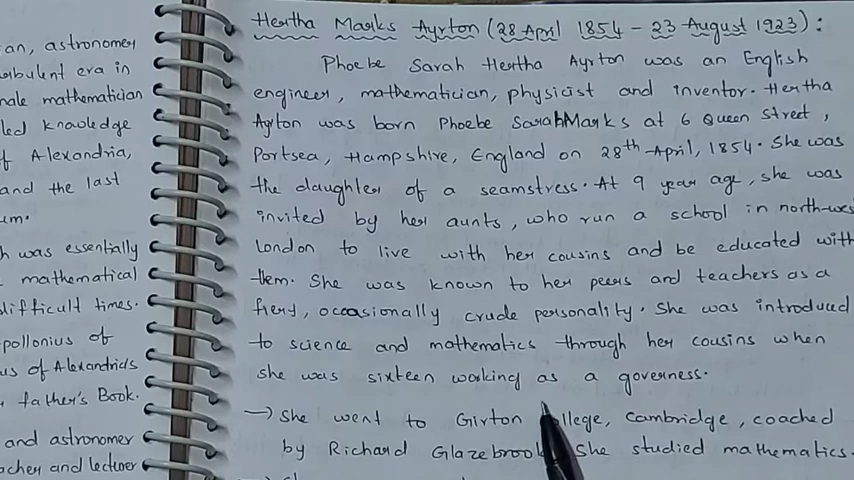 an, astronomer
rbulent era in
male mathematician
led knowledge
f Alexandria,
and the last
um.
h was essentially
mathematical
difficult times.
pollonius of
us of Alexandrids
father's Book.
and astronomer
acher and lecturer
Hertha Marks Ayrton (28 April 1854 - 23 August 1923) :
Phoebe Sarah Hertha Ayrton was an English
engineer, mathematician, physicist and inventor. Hertha
Ayrton was born Phoebe Sarah Marks at 6 Queen Street,
Portsea, Hampshire, England on 28th April, 1854. She was
the daughter of a seamstress. At 9 year age, she was
invited by her aunts, who run a school in north-wes
London to live with her cousins and be educated with
them. She was known to her peers and teachers as a
fiery, occasionally crude personality. She was introduced
to science and mathematics through her cousins when
she was sixteen working as a governess.
→ She went to Girton College, Cambridge, coached
by Richard Glazebrook. She studied mathematics.